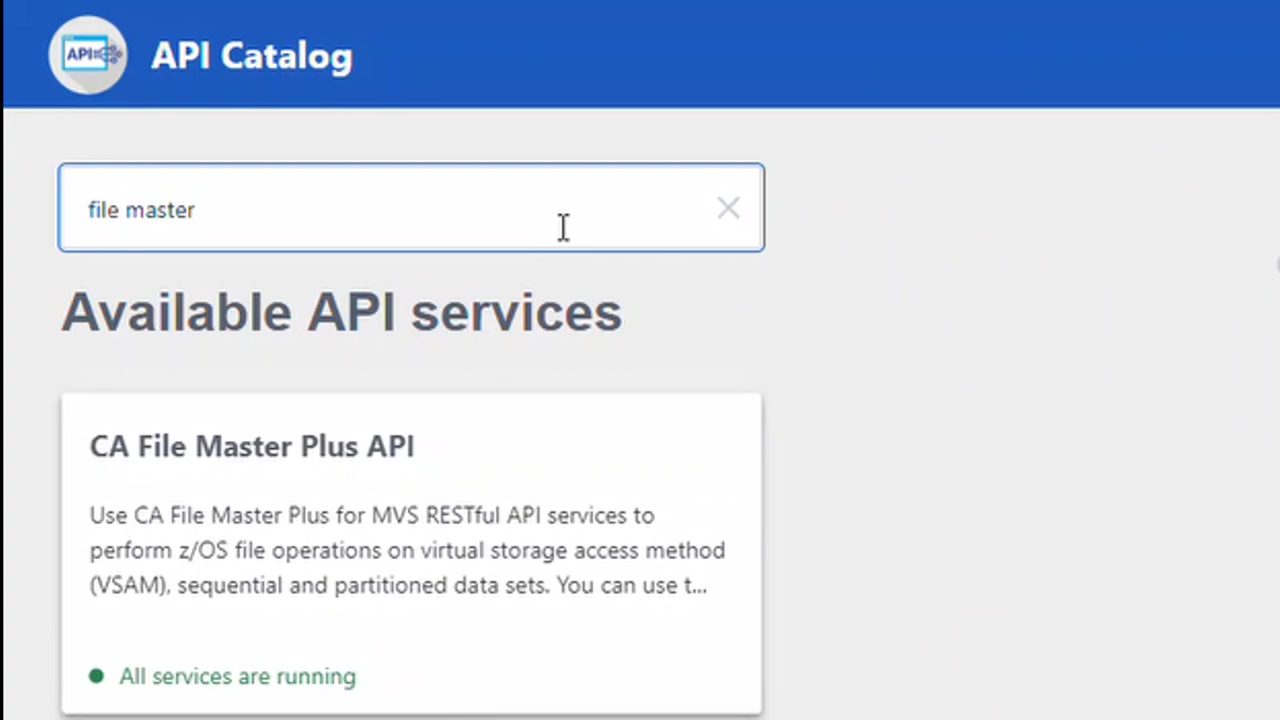 API
API Catalog
file master
Available API services
CA File Master Plus API
Use CA File Master Plus for MVS RESTful API services to
perform z/OS file operations on virtual storage access method
(VSAM), sequential and partitioned data sets. You can use t...
All services are running